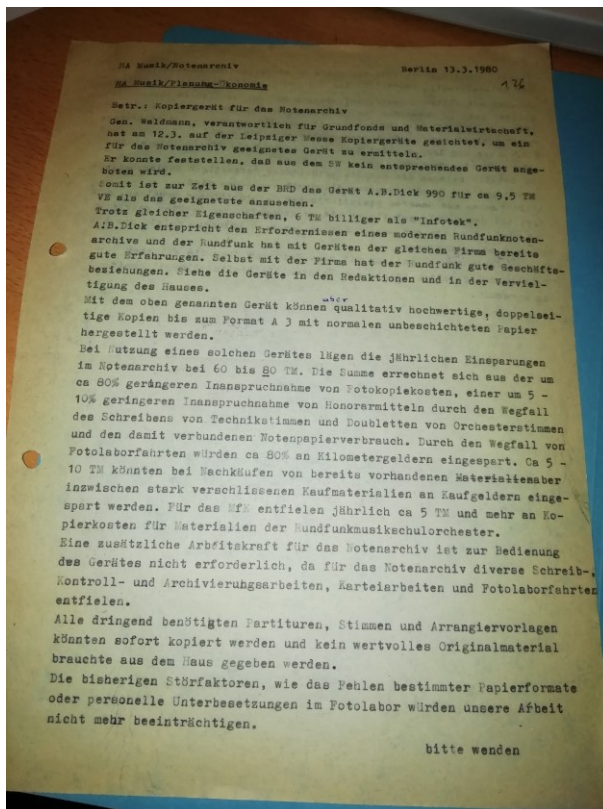 HA Musik/Notenarchiv Berlin 13.3.1980
HA Musik/Planung-Ökonomie 176
Betr.: Kopiergerät für das Notenarchiv
Gen. Waldmann, verantwortlich für Grundfonds und Materialwirtschaft,
hat am 12.3. auf der Leipziger Messe Kopiergeräte gesichtet, um ein
für das Notenarchiv geeignetes Gerät zu ermitteln.
Er konnte feststellen, daß aus dem SW kein entsprechendes Gerät ange-
boten wird.
Somit ist zur Zeit aus der BRD das Gerät A.B.Dick 990 für ca 9,5 TM
VM als das geeignetste anzusehen.
Trotz gleicher Eigenschaften, 6 TM billiger als "Infotek".
A.B.Dick entspricht den Erfordernissen eines modernen Rundfunknoten-
archivs und der Rundfunk hat mit Geräten der gleichen Firma bereits
gute Erfahrungen. Selbst mit der Firma hat der Rundfunk gute Geschäfts-
beziehungen. Siehe die Geräte in den Redaktionen und in der Verviel-
tigung des Hauses.
über
Mit dem oben genannten Gerät können qualitativ hochwertige, doppelsei-
tige Kopien bis zum Format A 3 mit normalen unbeschichteten Papier
hergestellt werden.
Bei Nutzung eines solchen Gerätes lägen die jährlichen Einsparungen
im Notenarchiv bei 60 bis 80 TM. Die Summe errechnet sich aus der um
ca 80% gerängeren Inanspruchnahme von Fotokopiekosten, einer um 5 -
10% geringeren Inanspruchnahme von Honorarmitteln durch den Wegfall
des Schreibens von Technikstimmen und Doubletten von Orchesterstimmen
und den damit verbundenen Notenpapierverbrauch. Durch den Wegfall von
Fotolaborfahrten würden ca 80% an Kilometergeldern eingespart. Ca 5 -
10 TM könnten bei Nachkäufen von bereits vorhandenen Materialien aber
inzwischen stark verschlissenen Kaufmaterialien an Kaufgeldern einge-
spart werden. Für das MfK entfielen jährlich ca 5 TM und mehr an Ko-
pierkosten für Materialien der Rundfunkmusikschulorchester.
Eine zusätzliche Arbeitskraft für das Notenarchiv ist zur Bedienung
des Gerätes nicht erforderlich, da für das Notenarchiv diverse Schreib-,
Kontroll- und Archivierungsarbeiten, Karteiarbeiten und Fotolaborfahrten
entfielen.
Alle dringend benötigten Partituren, Stimmen und Arrangiervorlagen
könnten sofort kopiert werden und kein wertvolles Originalmaterial
brauchte aus dem Haus gegeben werden.
Die bisherigen Störfaktoren, wie das Fehlen bestimmter Papierformate
oder personelle Unterbesetzungen im Fotolabor würden unsere Arbeit
nicht mehr beeinträchtigen.
bitte wenden